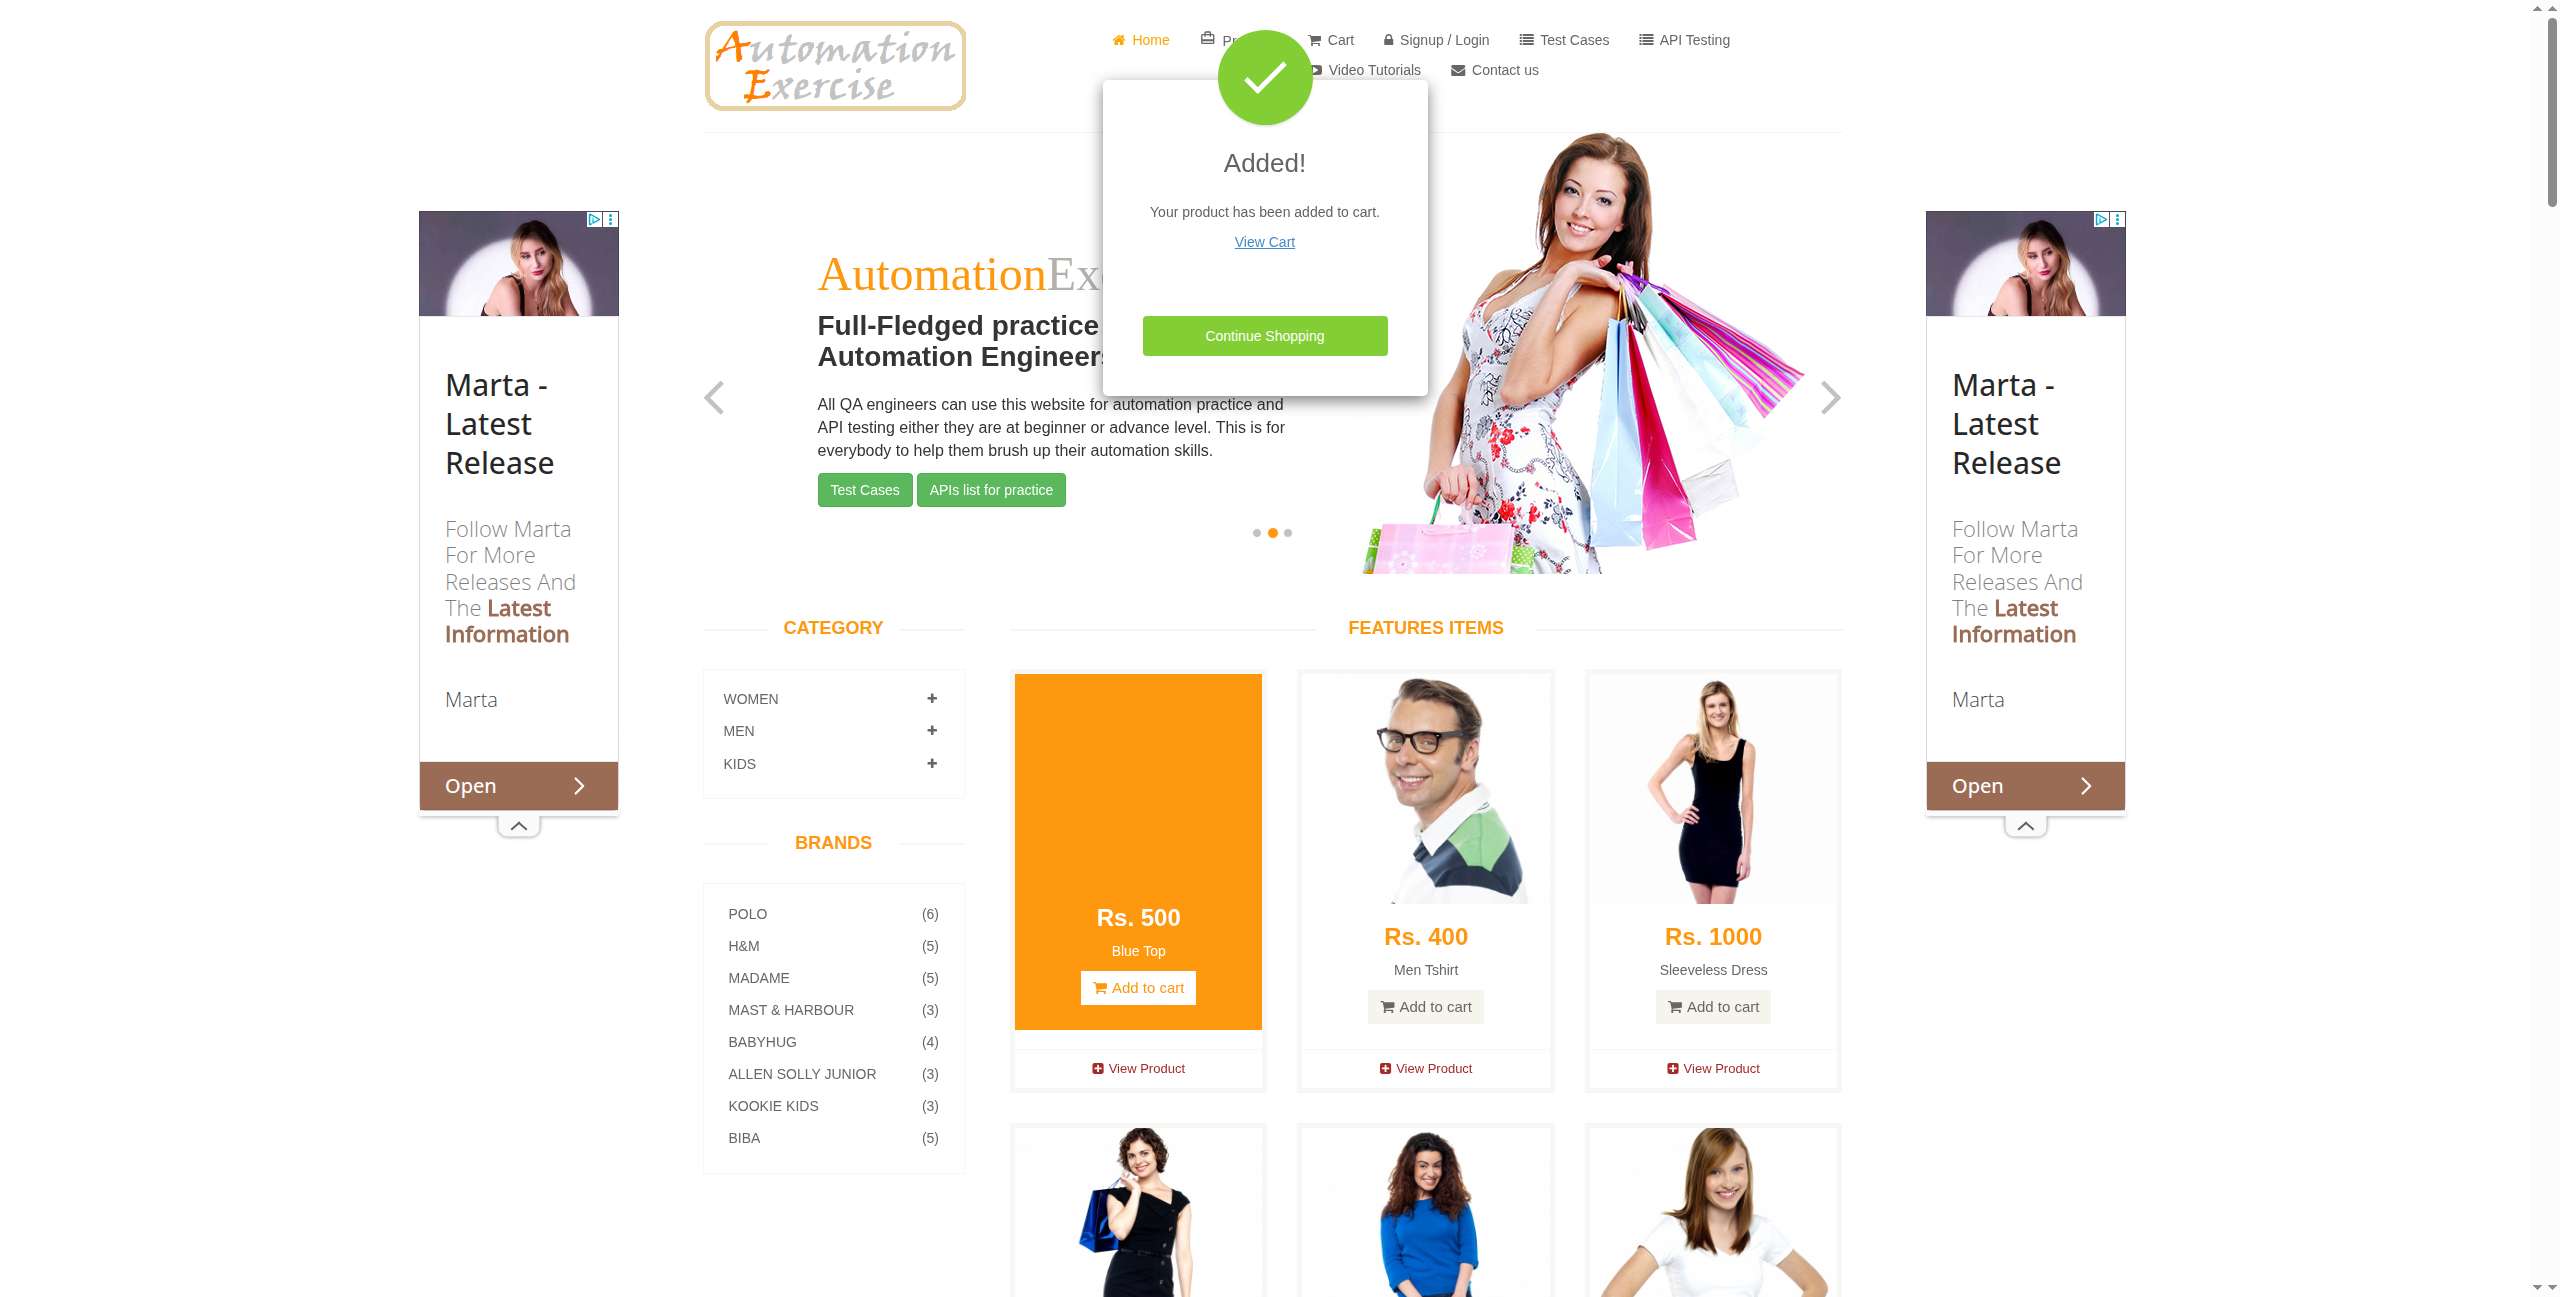 Automation
Exercise
Home
Cart
Signup / Login
Test Cases
API Testing
Video Tutorials
Contact us
Added!
Your product has been added to cart.
View Cart
Continue Shopping
AutomationEx
Full-Fledged practice
Automation Engineers
All QA engineers can use this website for automation practice and
API testing either they are at beginner or advance level. This is for
everybody to help them brush up their automation skills.
Test Cases
APIs list for practice
Marta -
Latest
Release
Follow Marta
For More
Releases And
The Latest
Information
Marta
Open
Marta -
Latest
Release
Follow Marta
For More
Releases And
The Latest
Information
Marta
Open
CATEGORY
WOMEN
MEN
KIDS
BRANDS
POLO (6)
H&M (5)
MADAME (5)
MAST & HARBOUR (3)
BABYHUG (4)
ALLEN SOLLY JUNIOR (3)
KOOKIE KIDS (3)
BIBA (5)
FEATURES ITEMS
Rs. 500
Blue Top
Add to cart
View Product
Rs. 400
Men Tshirt
Add to cart
View Product
Rs. 1000
Sleeveless Dress
Add to cart
View Product